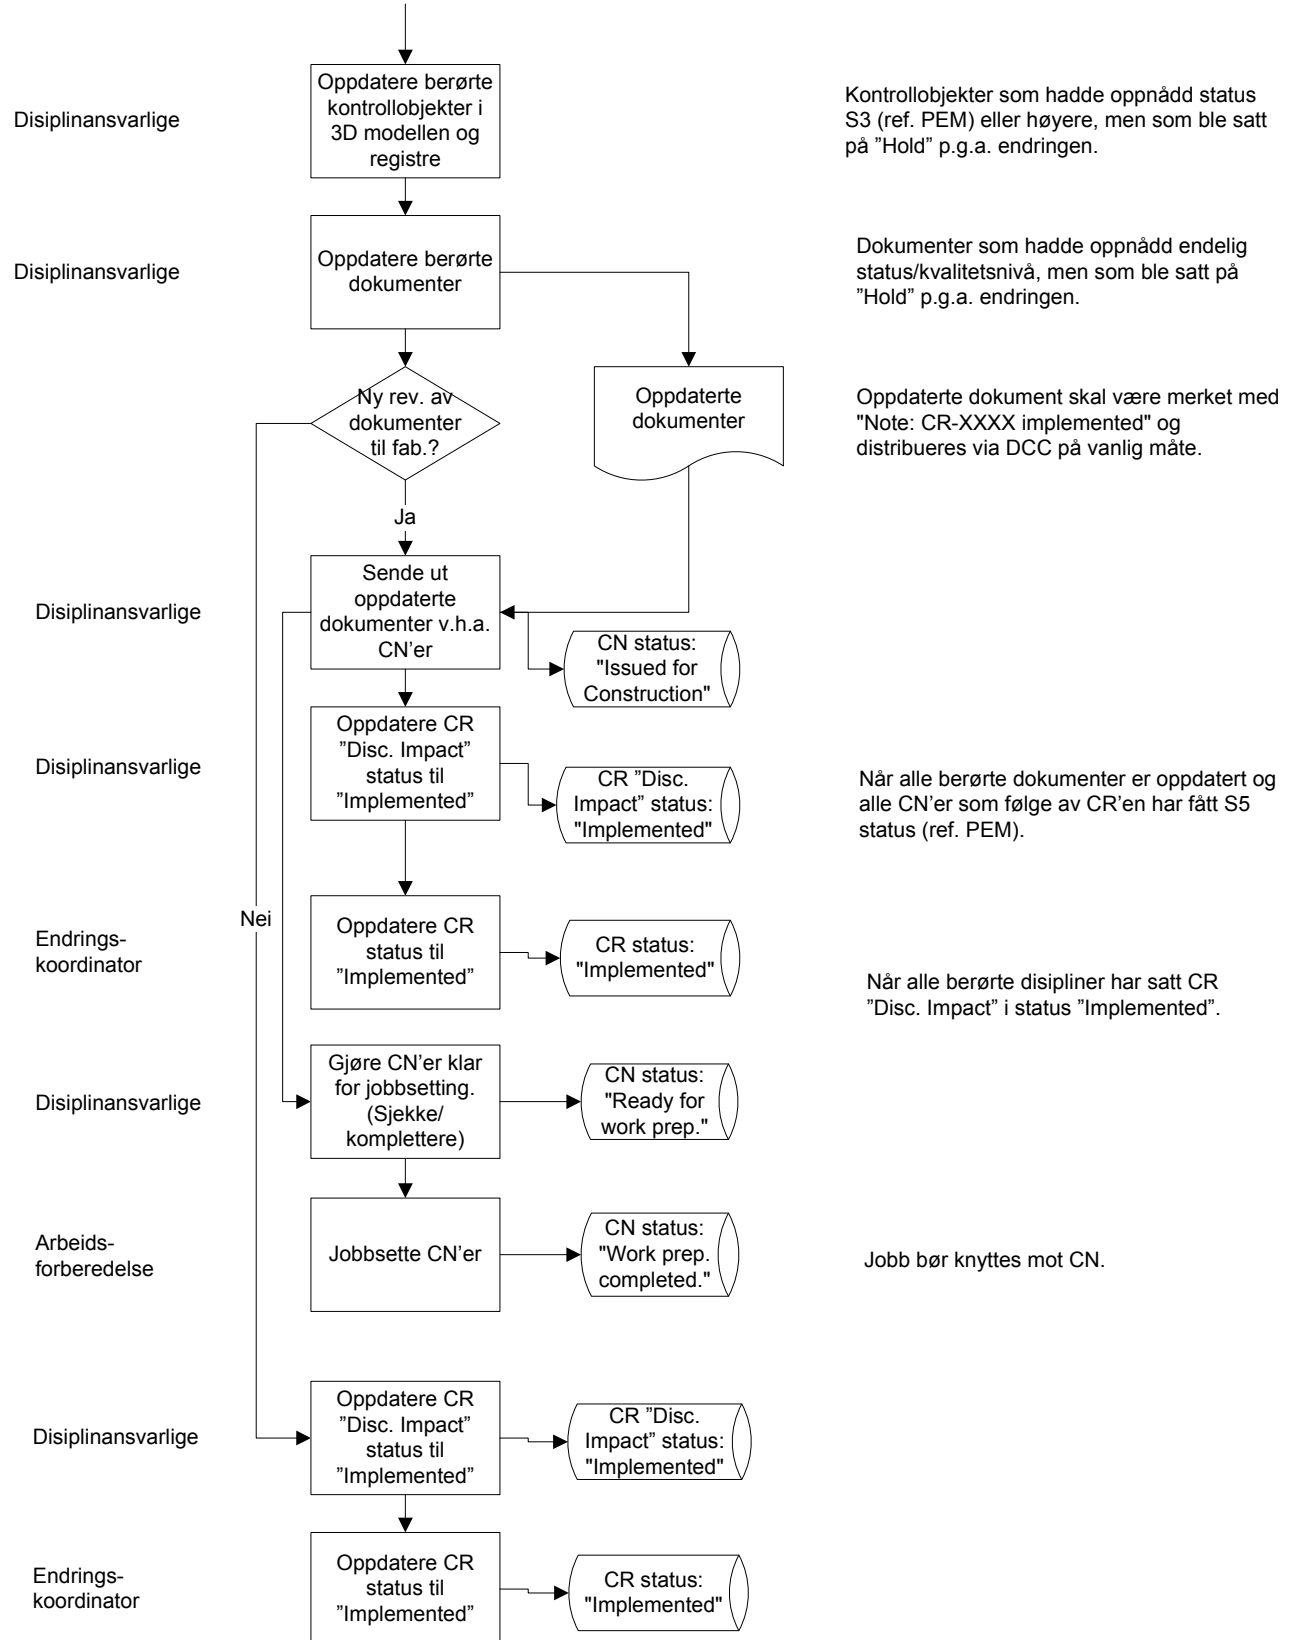 Disiplinansvarlige
Oppdatere berørte
kontrollobjekter i
3D modellen og
registre
Kontrollobjekter som hadde oppnådd status
S3 (ref. PEM) eller høyere, men som ble satt
på ”Hold” p.g.a. endringen.
Disiplinansvarlige
Oppdatere berørte
dokumenter
Dokumenter som hadde oppnådd endelig
status/kvalitetsnivå, men som ble satt på
”Hold” p.g.a. endringen.
Ny rev. av
dokumenter
til fab.?
Oppdaterte
dokumenter
Oppdaterte dokument skal være merket med
"Note: CR-XXXX implemented" og
distribueres via DCC på vanlig måte.
Ja
Disiplinansvarlige
Sende ut
oppdaterte
dokumenter v.h.a.
CN’er
CN status:
"Issued for
Construction"
Disiplinansvarlige
Oppdatere CR
”Disc. Impact”
status til
”Implemented”
CR ”Disc.
Impact” status:
"Implemented"
Når alle berørte dokumenter er oppdatert og
alle CN’er som følge av CR’en har fått S5
status (ref. PEM).
Nei
Endrings-
koordinator
Oppdatere CR
status til
”Implemented”
CR status:
"Implemented"
Når alle berørte disipliner har satt CR
”Disc. Impact” i status ”Implemented”.
Disiplinansvarlige
Gjøre CN’er klar
for jobbsetting.
(Sjekke/
komplettere)
CN status:
"Ready for
work prep."
Arbeids-
forberedelse
Jobbsette CN’er
CN status:
"Work prep.
completed."
Jobb bør knyttes mot CN.
Disiplinansvarlige
Oppdatere CR
”Disc. Impact”
status til
”Implemented”
CR ”Disc.
Impact” status:
"Implemented"
Endrings-
koordinator
Oppdatere CR
status til
”Implemented”
CR status:
"Implemented"